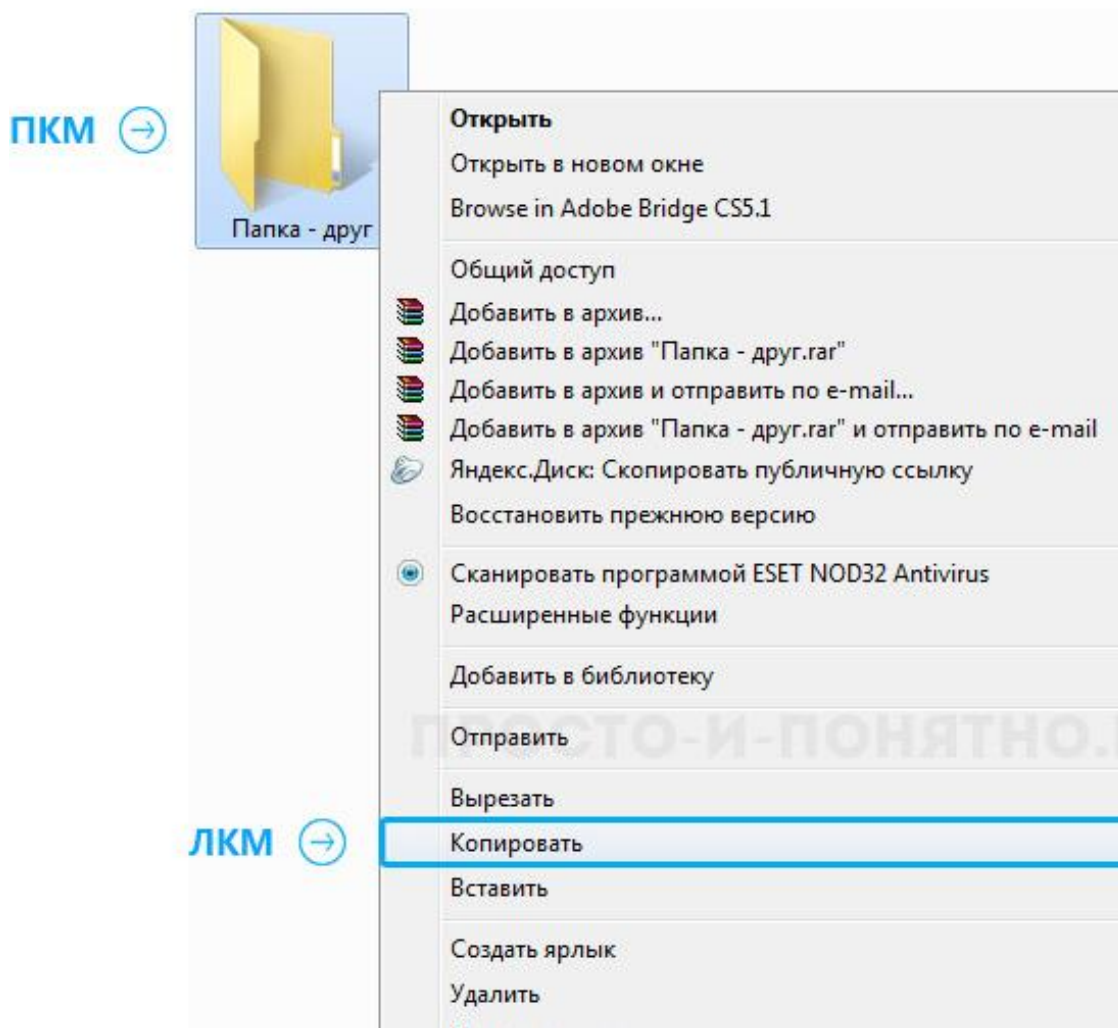 ПКМ
Папка - друг
Открыть
Открыть в новом окне
Browse in Adobe Bridge CS5.1
Общий доступ
Добавить в архив...
Добавить в архив "Папка - друг.rar"
Добавить в архив и отправить по e-mail...
Добавить в архив "Папка - друг.rar" и отправить по e-mail
Яндекс.Диск: Скопировать публичную ссылку
Восстановить прежнюю версию
Сканировать программой ESET NOD32 Antivirus
Расширенные функции
Добавить в библиотеку
ПРОСТО-И-ПОНЯТНО.
Отправить
Вырезать
ЛКМ
Копировать
Вставить
Создать ярлык
Удалить